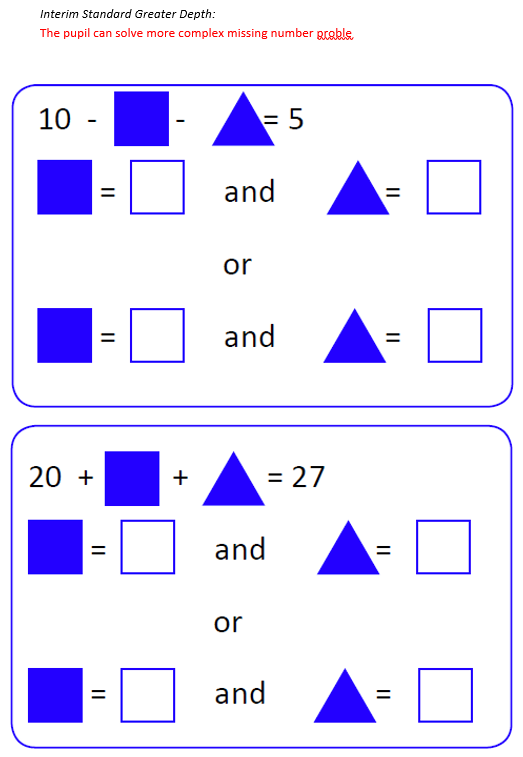 Interim Standard Greater Depth:
The pupil can solve more complex missing number proble
10 - - = 5
= and =
or
= and =
20 + + = 27
= and =
or
= and =